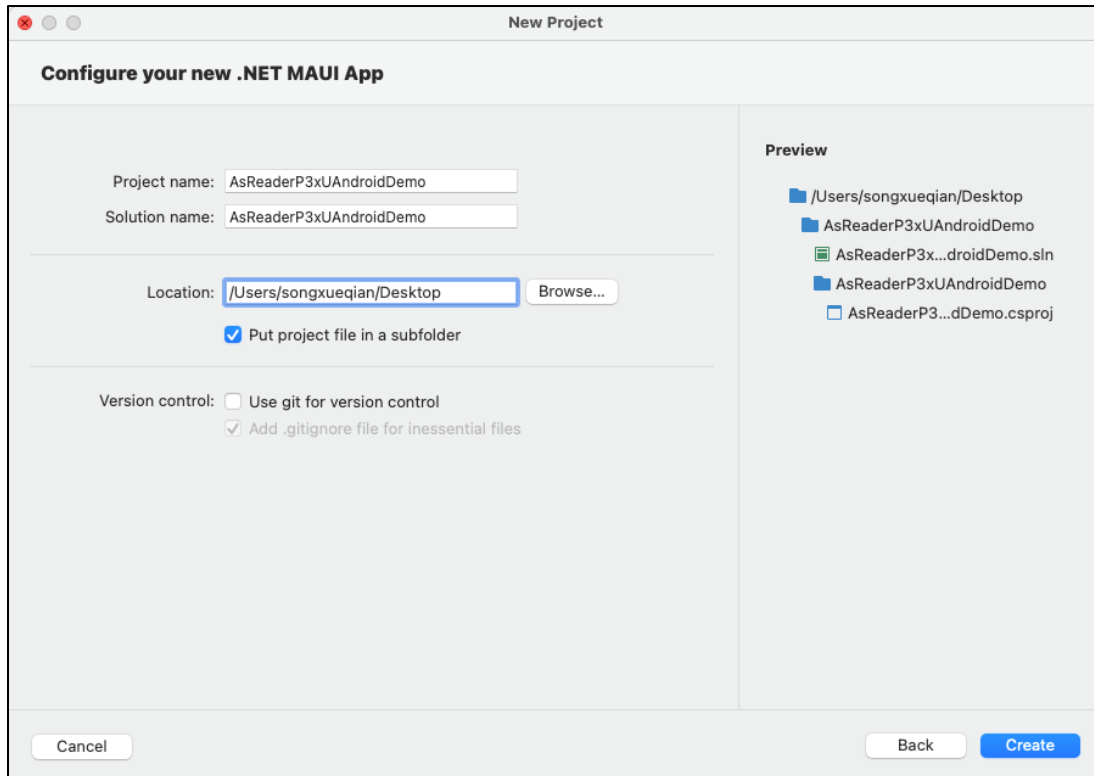 New Project
Configure your new .NET MAUI App
Project name: AsReaderP3xUAndroidDemo
Solution name: AsReaderP3xUAndroidDemo
Location: /Users/songxueqian/Desktop Browse...
Put project file in a subfolder
Version control: Use git for version control
Add .gitignore file for inessential files
Preview
/Users/songxueqian/Desktop
AsReaderP3xUAndroidDemo
AsReaderP3x...droidDemo.sln
AsReaderP3xUAndroidDemo
AsReaderP3...dDemo.csproj
Cancel Back Create